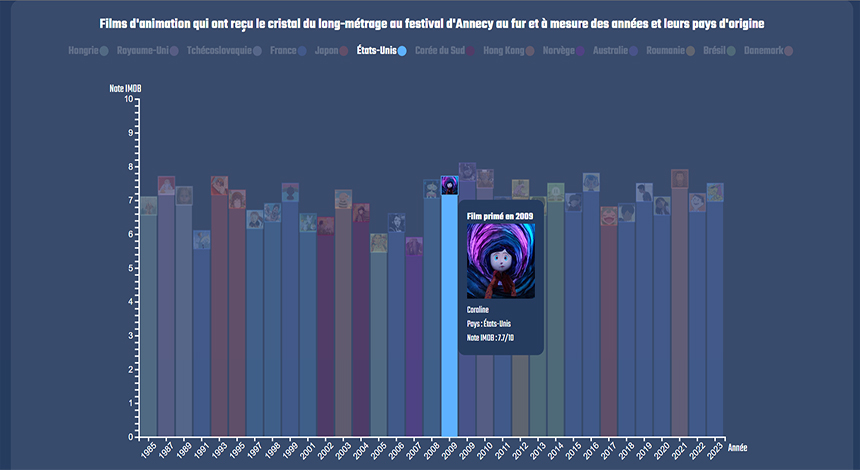 Films d'animation qui ont reçu le cristal du long-métrage au festival d'Annecy au fur et à mesure des années et leurs pays d'origine
Hongrie Royaume-Uni Tchécoslovaquie France Japon États-Unis Corée du Sud Hong Kong Norvège Australie Roumanie Brésil Danemark
Note IMDB
10
9
8
7
6
5
4
3
2
1
0
Film primé en 2009
Coraline
Pays : États-Unis
Note IMDB : 7.7/10
1985 1987 1989 1991 1993 1995 1997 1998 1999 2001 2002 2003 2004 2005 2006 2007 2008 2009 2009 2010 2011 2012 2013 2014 2015 2016 2017 2018 2019 2020 2021 2022 2023
Année